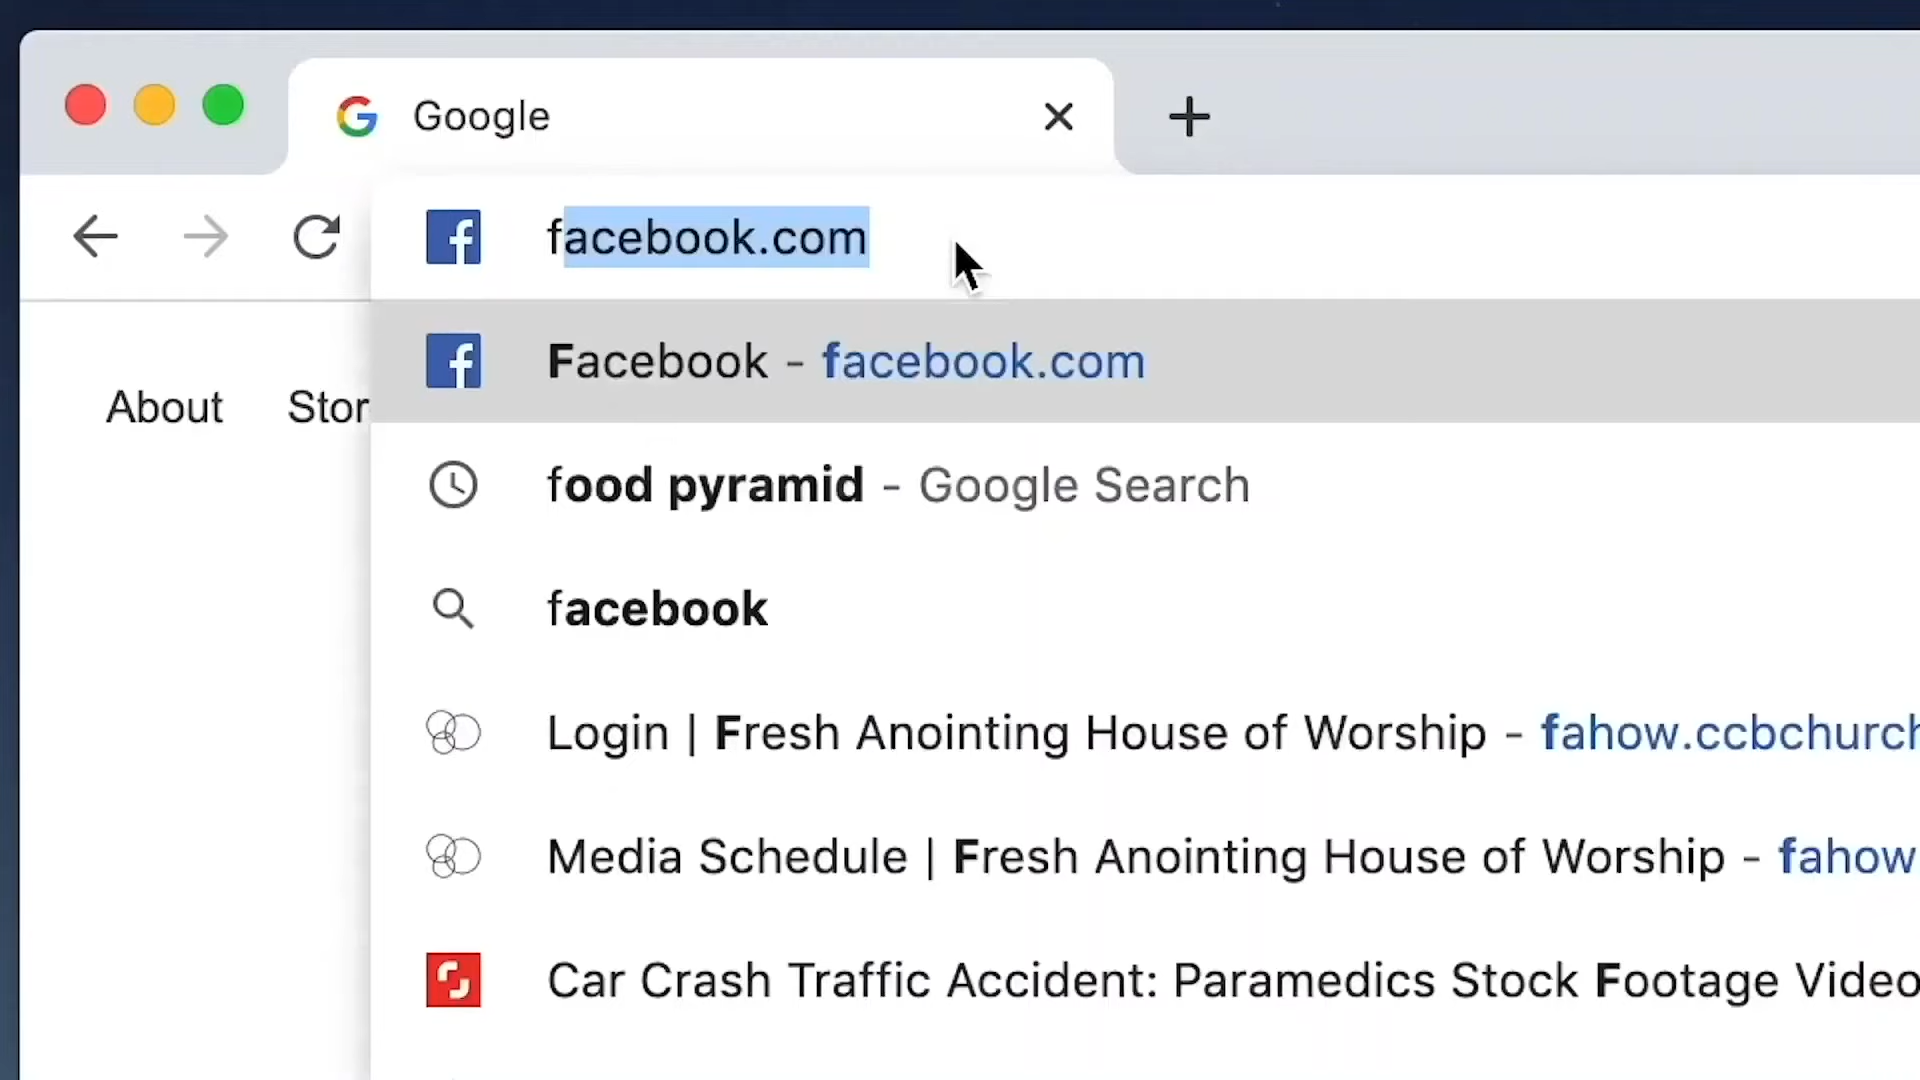 Google
facebook.com
Facebook - facebook.com
About Stor
food pyramid - Google Search
facebook
Login | Fresh Anointing House of Worship - fahow.ccbchurch
Media Schedule | Fresh Anointing House of Worship - fahow
Car Crash Traffic Accident: Paramedics Stock Footage Video